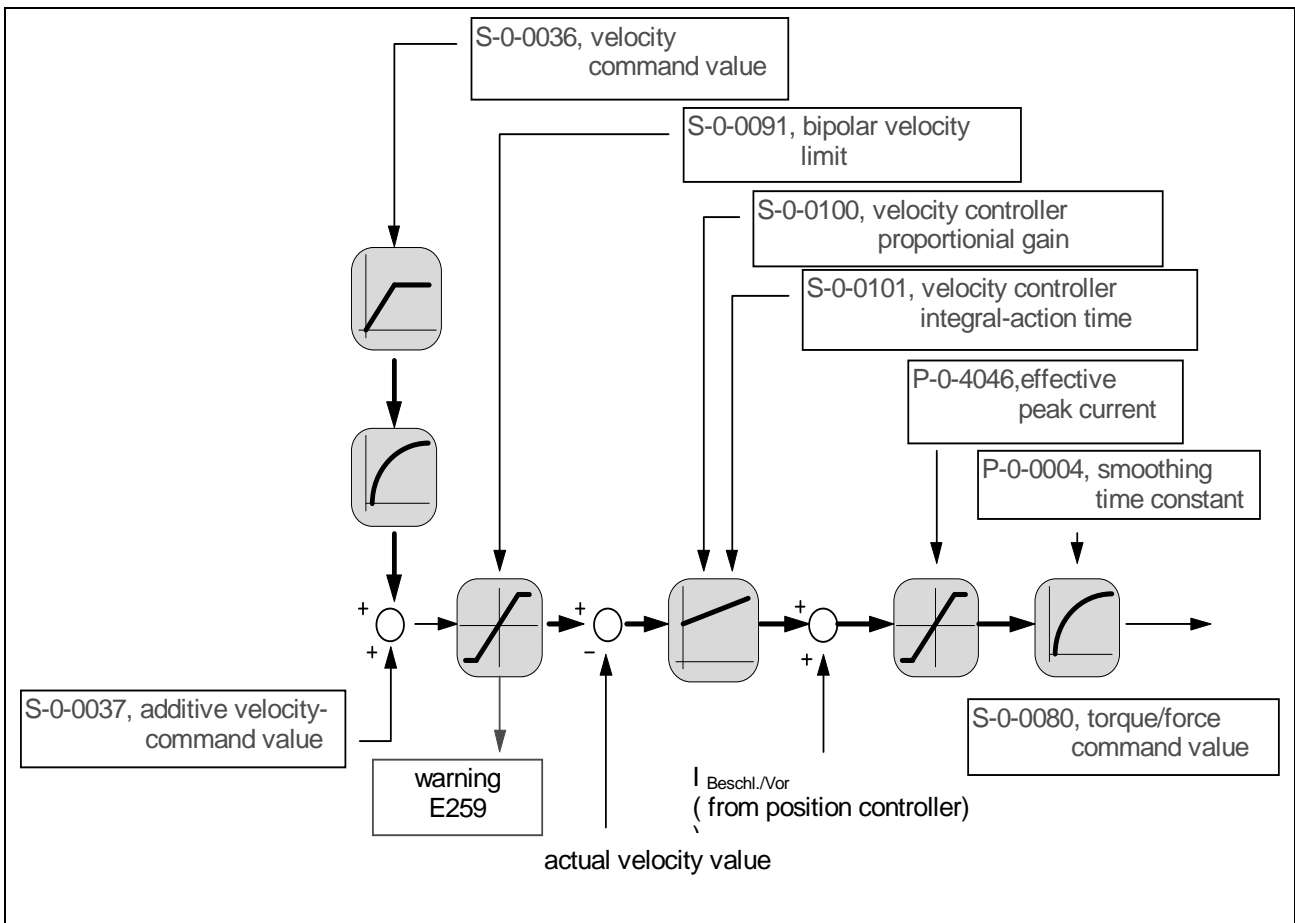 S-0-0036, velocity
command value
S-0-0091, bipolar velocity
limit
S-0-0100, velocity controller
proportionial gain
S-0-0101, velocity controller
integral-action time
P-0-4046,effective
peak current
P-0-0004, smoothing
time constant
+
+
+
-
+
+
S-0-0037, additive velocity-
command value
warning
E259
I Beschl./Vor
( from position controller)
)
actual velocity value
S-0-0080, torque/force
command value